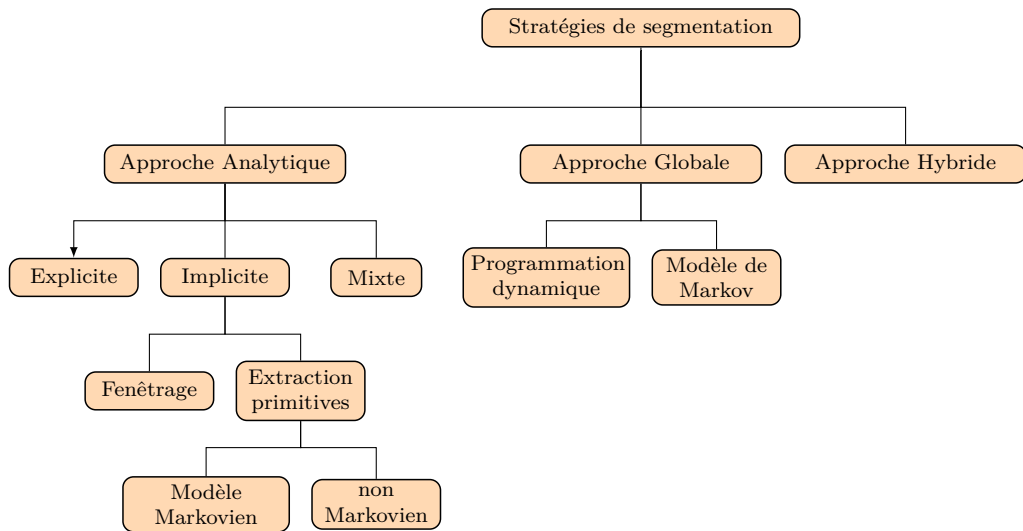 Stratégies de segmentation
Approche Analytique
Approche Globale
Approche Hybride
Explicite
Implicite
Mixte
Programmation
dynamique
Modèle de
Markov
Fenêtrage
Extraction
primitives
Modèle
Markovien
non
Markovien